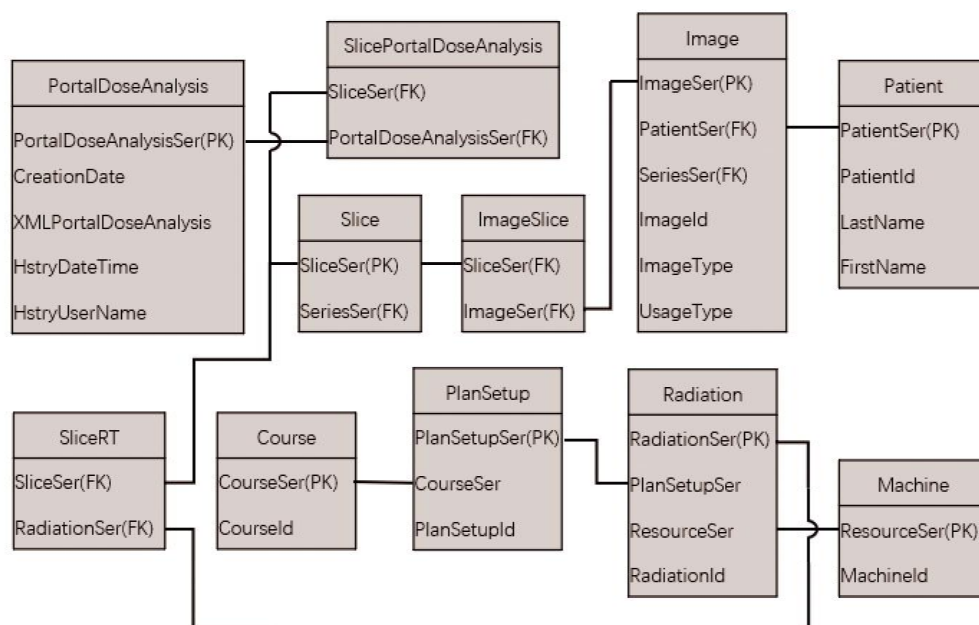 PortalDoseAnalysis
PortalDoseAnalysisSer(PK)
CreationDate
XMLPortalDoseAnalysis
HstryDateTime
HstryUserName
SlicePortalDoseAnalysis
SliceSer(FK)
PortalDoseAnalysisSer(FK)
Slice
SliceSer(PK)
SeriesSer(FK)
ImageSlice
SliceSer(FK)
ImageSer(FK)
Image
ImageSer(PK)
PatientSer(FK)
SeriesSer(FK)
ImageId
ImageType
UsageType
Patient
PatientSer(PK)
PatientId
LastName
FirstName
SliceRT
SliceSer(FK)
RadiationSer(FK)
Course
CourseSer(PK)
CourseId
PlanSetup
PlanSetupSer(PK)
CourseSer
PlanSetupId
Radiation
RadiationSer(PK)
PlanSetupSer
ResourceSer
RadiationId
Machine
ResourceSer(PK)
MachineId